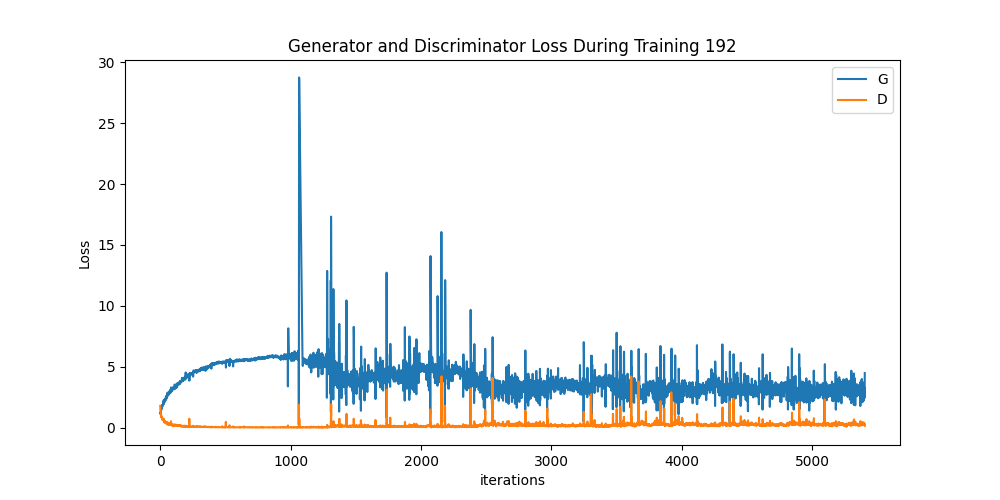 Generator and Discriminator Loss During Training 192
G
D
30
25
20
15
10
5
0
Loss
0 1000 2000 3000 4000 5000
iterations